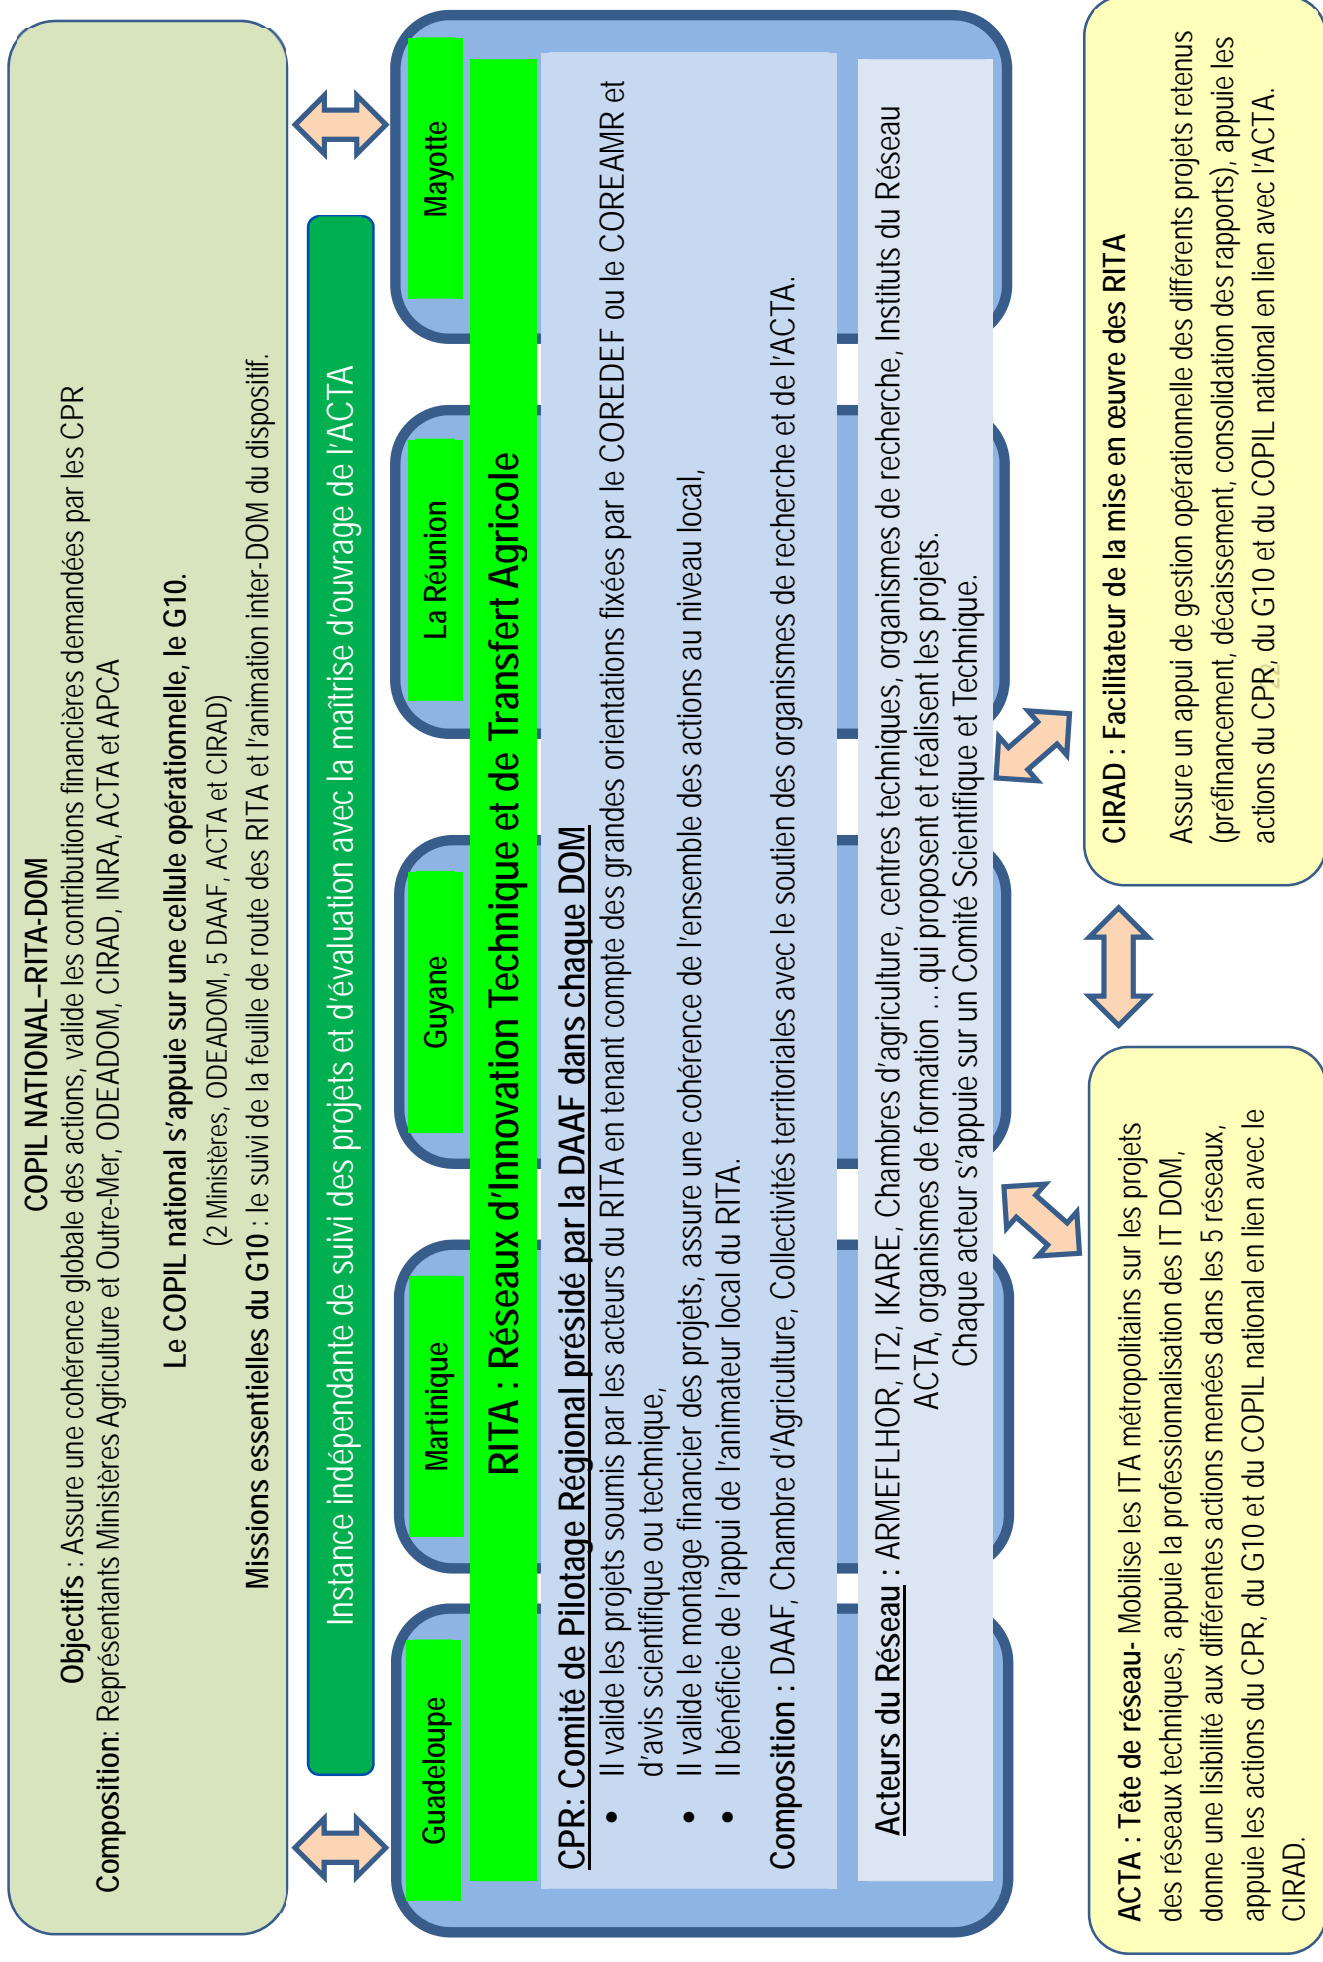 COPIL NATIONAL–RITA-DOM
Objectifs : Assure une cohérence globale des actions, valide les contributions financières demandées par les CPR
Composition: Représentants Ministères Agriculture et Outre-Mer, ODEADOM, CIRAD, INRA, ACTA et APCA
Le COPIL national s'appuie sur une cellule opérationnelle, le G10.
(2 Ministères, ODEADOM, 5 DAAF, ACTA et CIRAD)
Missions essentielles du G10 : le suivi de la feuille de route des RITA et l'animation inter-DOM du dispositif.
Instance indépendante de suivi des projets et d'évaluation avec la maîtrise d'ouvrage de l'ACTA
Guadeloupe
Martinique
Guyane
La Réunion
Mayotte
RITA : Réseaux d'Innovation Technique et de Transfert Agricole
CPR: Comité de Pilotage Régional présidé par la DAAF dans chaque DOM
• Il valide les projets soumis par les acteurs du RITA en tenant compte des grandes orientations fixées par le COREDEF ou le COREAMR et
d'avis scientifique ou technique,
• Il valide le montage financier des projets, assure une cohérence de l'ensemble des actions au niveau local,
• Il bénéficie de l'appui de l'animateur local du RITA.
Composition : DAAF, Chambre d'Agriculture, Collectivités territoriales avec le soutien des organismes de recherche et de l'ACTA.
Acteurs du Réseau : ARMEFLHOR, IT2, IKARE, Chambres d'agriculture, centres techniques, organismes de recherche, Instituts du Réseau
ACTA, organismes de formation …qui proposent et réalisent les projets.
Chaque acteur s'appuie sur un Comité Scientifique et Technique.
ACTA : Tête de réseau- Mobilise les ITA métropolitains sur les projets
des réseaux techniques, appuie la professionnalisation des IT DOM,
donne une lisibilité aux différentes actions menées dans les 5 réseaux,
appuie les actions du CPR, du G10 et du COPIL national en lien avec le
CIRAD.
CIRAD : Facilitateur de la mise en œuvre des RITA
Assure un appui de gestion opérationnelle des différents projets retenus
(préfinancement, décaissement, consolidation des rapports), appuie les
actions du CPR, du G10 et du COPIL national en lien avec l'ACTA.
22